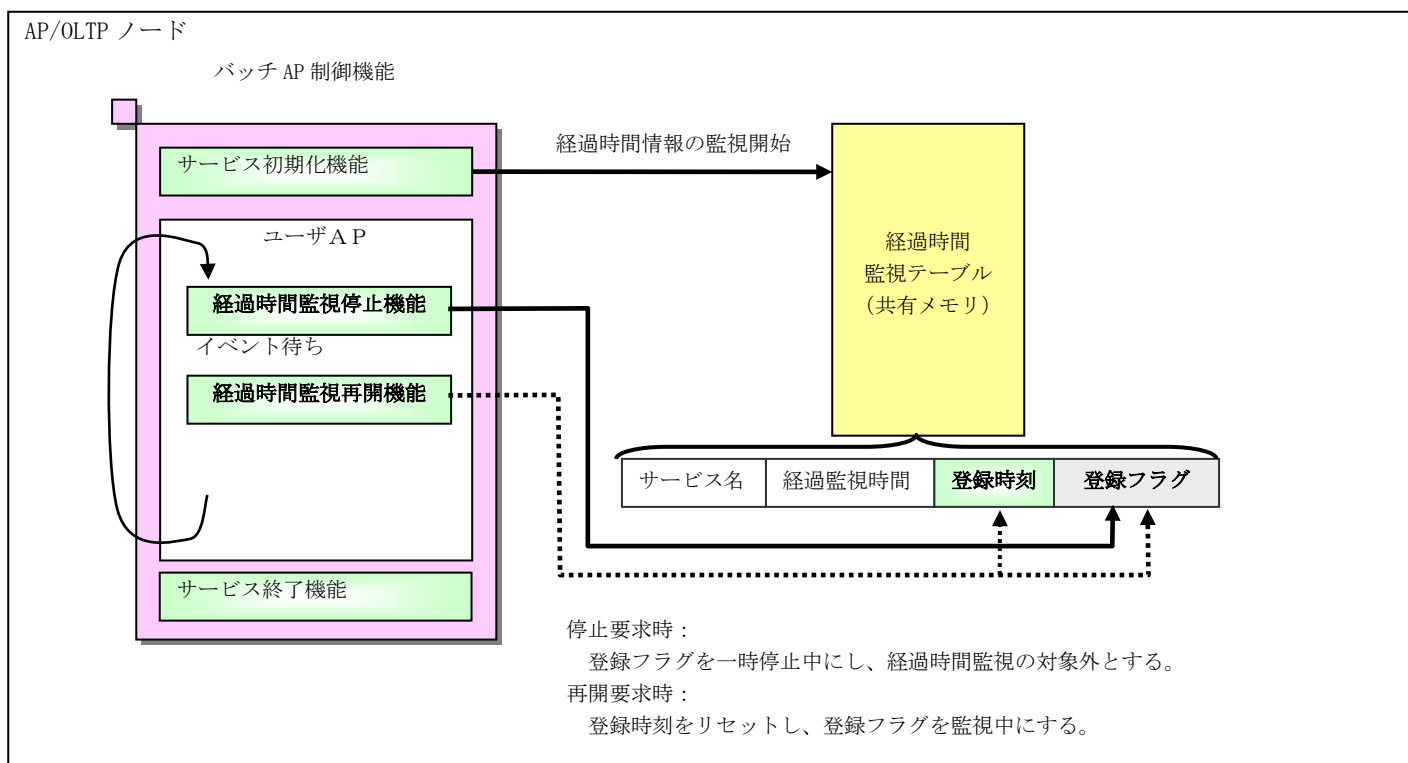 AP/OLTP ノード
バッチ AP 制御機能
サービス初期化機能
経過時間情報の監視開始
ユーザＡＰ
経過時間監視停止機能
イベント待ち
経過時間監視再開機能
サービス終了機能
経過時間
監視テーブル
（共有メモリ）
サービス名 経過監視時間 登録時刻 登録フラグ
停止要求時：
登録フラグを一時停止中にし、経過時間監視の対象外とする。
再開要求時：
登録時刻をリセットし、登録フラグを監視中にする。